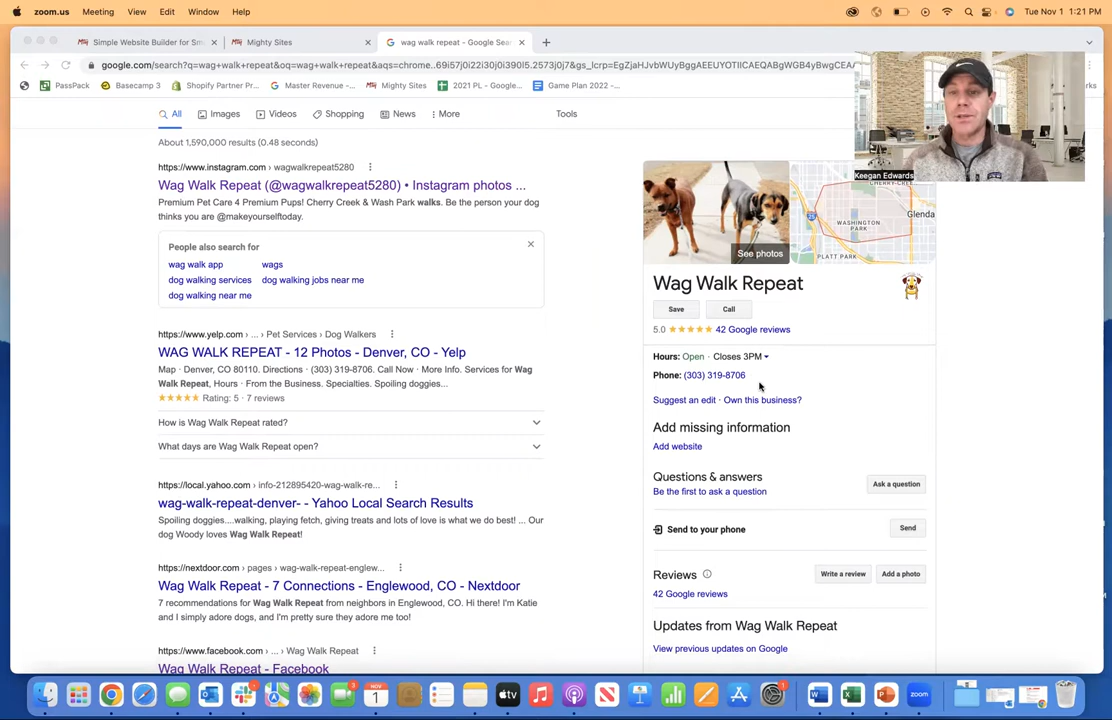 zoom.us Meeting View Edit Window Help
Tue Nov 1 1:21 PM
Simple Website Builder for Sm
Mighty Sites
wag walk repeat - Google Sea
google.com/search?q=wag+walk+repeat&oq=wag+walk+repeat&aqs=chrome..69i57j0i22i30j0i390i5.2573j0j7&gs_lcrp=EgZjaHJvbWUyBggAEEUYOTIICAEQABgWGB4yBwgCEAA
PassPack
Basecamp 3
Shopify Partner Pr...
Master Revenue -...
Mighty Sites
2021 PL - Google...
Game Plan 2022 -...
rks
All Images Videos Shopping News More Tools
Keegan Edwards
About 1,590,000 results (0.48 seconds)
https://www.instagram.com › wagwalkrepeat5280
Wag Walk Repeat (@wagwalkrepeat5280) • Instagram photos ...
Premium Pet Care 4 Premium Pups! Cherry Creek & Wash Park walks. Be the person your dog
thinks you are @makeyourselftoday.
People also search for
wag walk app wags
dog walking services dog walking jobs near me
dog walking near me
https://www.yelp.com › ... › Pet Services › Dog Walkers
WAG WALK REPEAT - 12 Photos - Denver, CO - Yelp
Map · Denver, CO 80110. Directions · (303) 319-8706. Call Now · More Info. Services for Wag
Walk Repeat, Hours · From the Business. Specialties. Spoiling doggies...
Rating: 5 · 7 reviews
How is Wag Walk Repeat rated?
What days are Wag Walk Repeat open?
https://local.yahoo.com › info-212895420-wag-walk-re...
wag-walk-repeat-denver- - Yahoo Local Search Results
Spoiling doggies....walking, playing fetch, giving treats and lots of love is what we do best! ... Our
dog Woody loves Wag Walk Repeat!
https://nextdoor.com › pages › wag-walk-repeat-englew...
Wag Walk Repeat - 7 Connections - Englewood, CO - Nextdoor
7 recommendations for Wag Walk Repeat from neighbors in Englewood, CO. Hi there! I'm Katie
and I simply adore dogs, and I'm pretty sure they adore me too!
https://www.facebook.com › ... › Wag Walk Repeat
Wag Walk Repeat - Facebook
See photos
CHERRY-CREEK
Glenda
WASHINGTON
PARK
PLATT PARK
Wag Walk Repeat
Save Call
5.0 42 Google reviews
Hours: Open · Closes 3PM
Phone: (303) 319-8706
Suggest an edit · Own this business?
Add missing information
Add website
Questions & answers
Be the first to ask a question
Ask a question
Send to your phone
Send
Reviews
Write a review Add a photo
42 Google reviews
Updates from Wag Walk Repeat
View previous updates on Google
NOV
1
tv